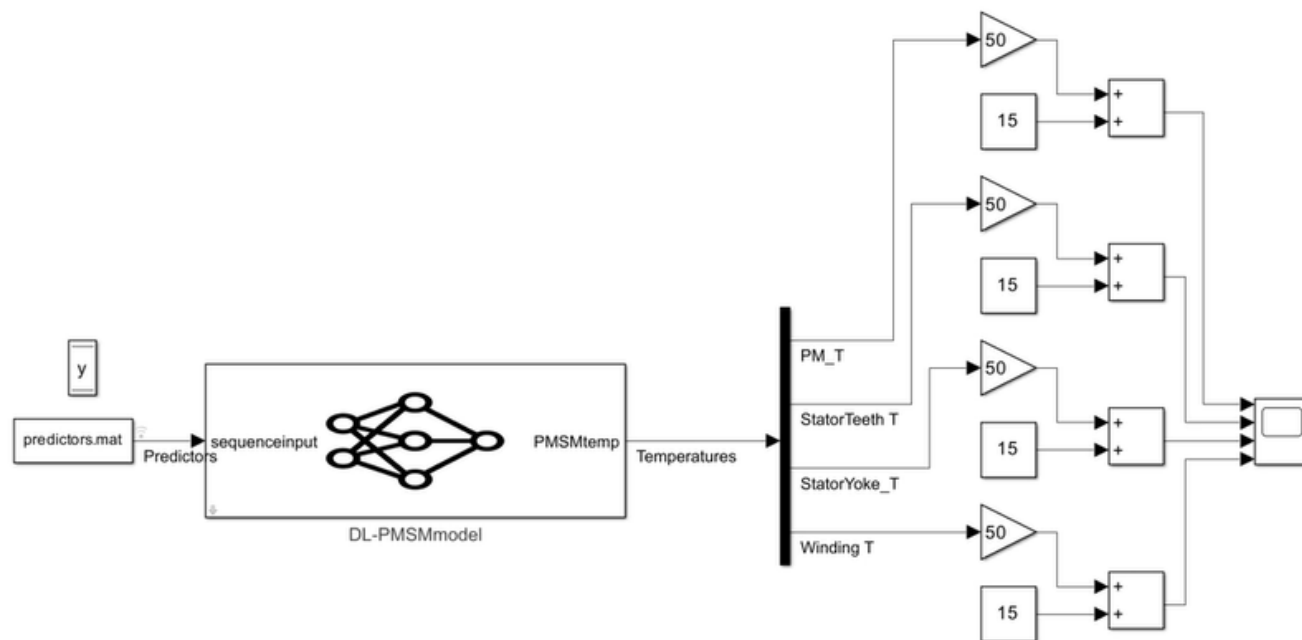 50
+
15
+
50
+
15
+
PM_T
50
y
StatorTeeth T
+
predictors.mat
sequenceinput
PMSMtemp
15
+
Predictors
Temperatures
StatorYoke_T
DL-PMSMmodel
50
Winding T
+
15
+